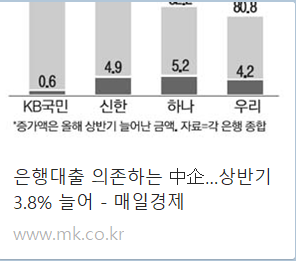 80.8
0.6 4.9 5.2 4.2
KB국민 신한 하나 우리
*증가액은 올해 상반기 늘어난 금액. 자료=각 은행 종합
은행대출 의존하는 中企...상반기
3.8% 늘어 - 매일경제
www.mk.co.kr